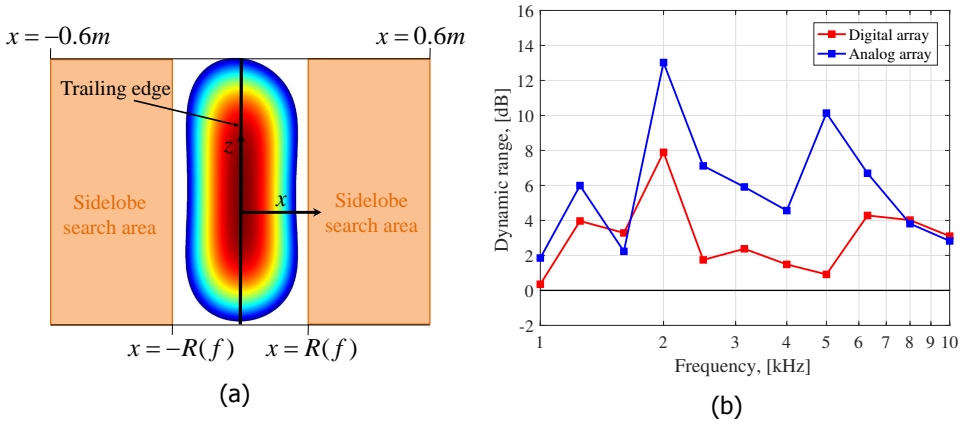 x = −0.6m
x = 0.6m
Trailing edge
z
x
Sidelobe
search area
Sidelobe
search area
x = −R(f)
x = R(f)
(a)
16
14
12
10
8
6
4
2
0
-2
Dynamic range, [dB]
Digital array
Analog array
1
2
3
4
5
6
7
8
9
10
Frequency, [kHz]
(b)